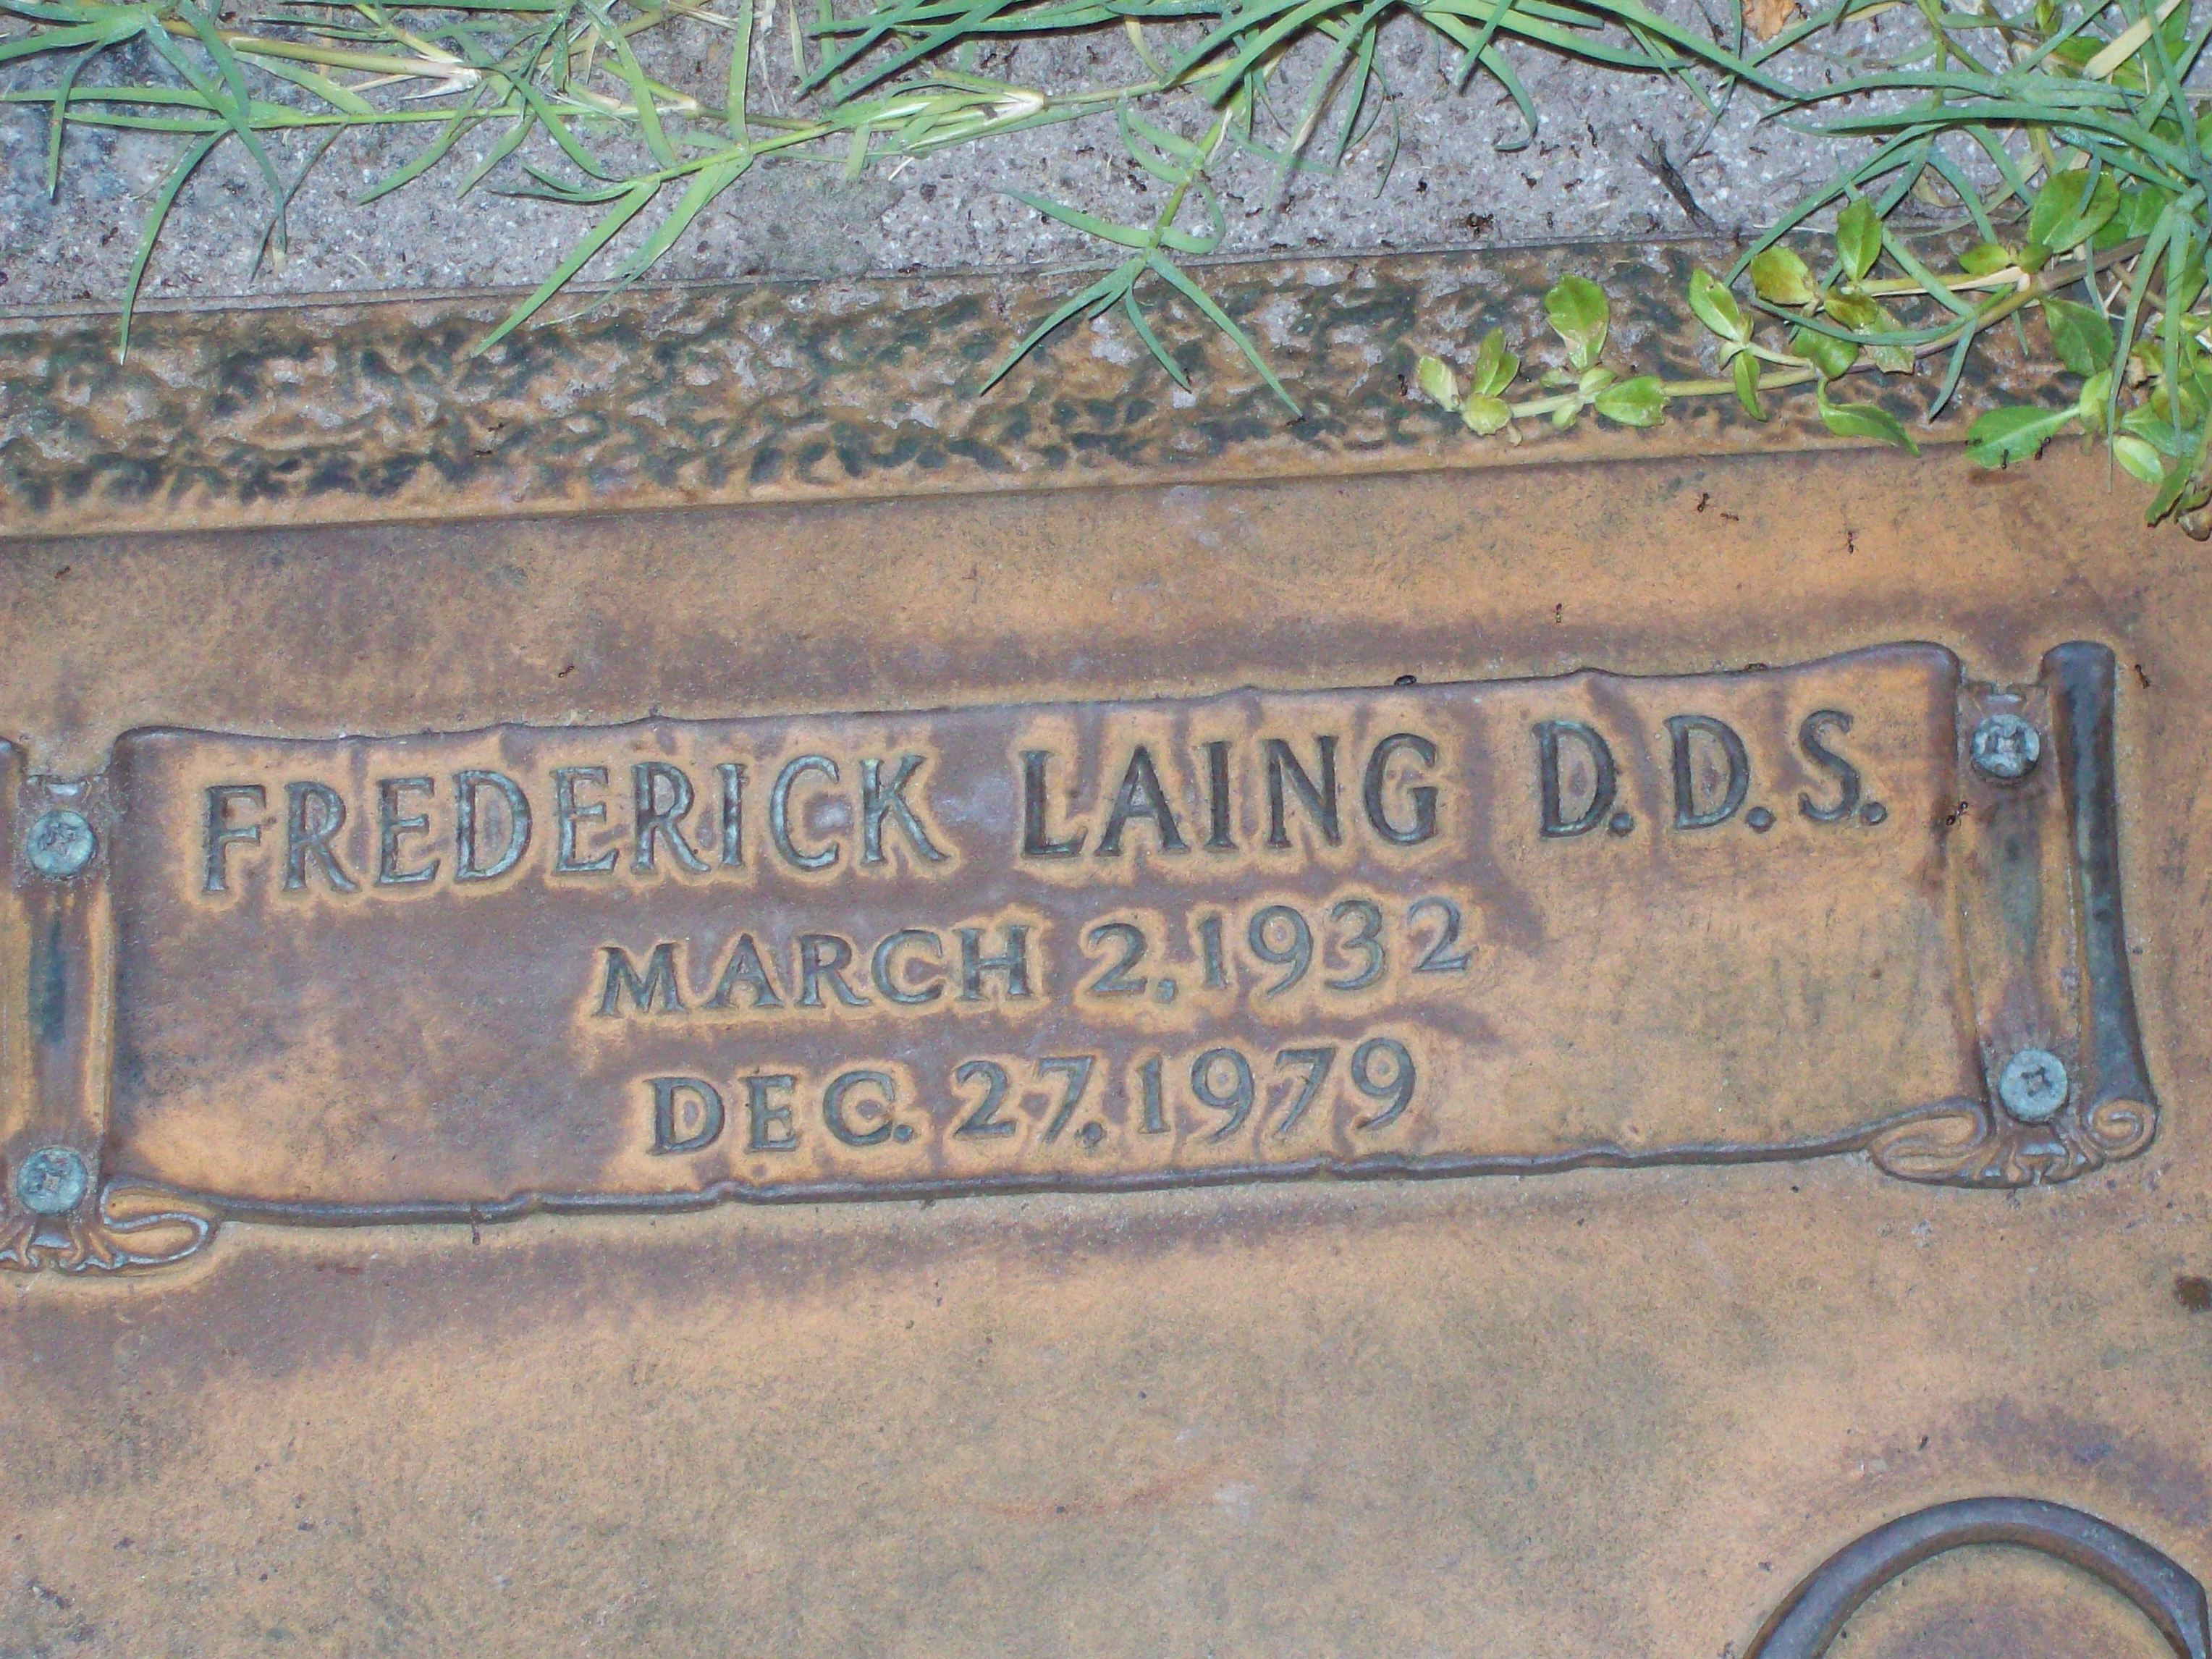 FREDERICK LAING D.D.S.
MARCH 2, 1932
DEC. 27, 1979